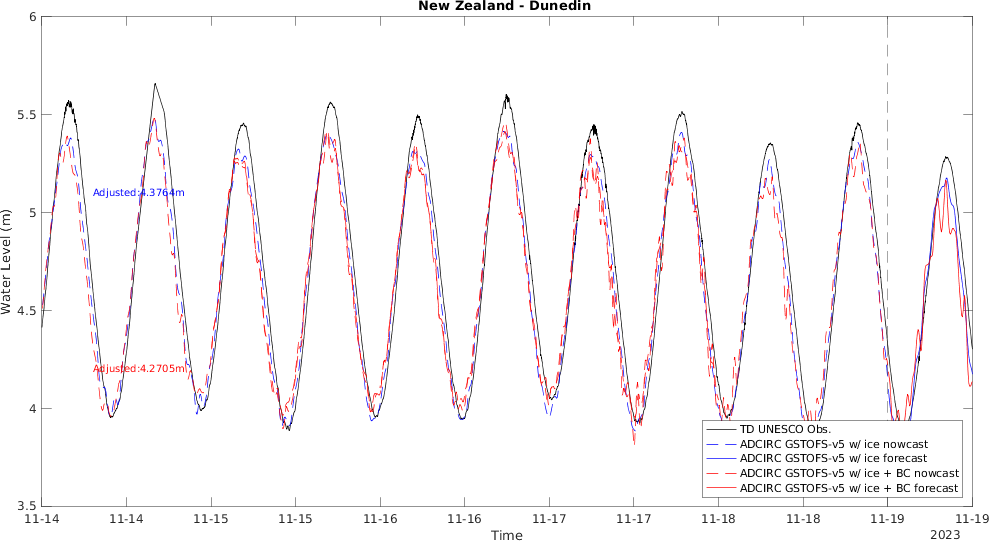 New Zealand - Dunedin
6
5.5
5
4.5
4
3.5
Water Level (m)
Adjusted:4.3764m
Adjusted:4.2705m
TD UNESCO Obs.
ADCIRC GSTOFS-v5 w/ ice nowcast
ADCIRC GSTOFS-v5 w/ ice forecast
ADCIRC GSTOFS-v5 w/ ice + BC nowcast
ADCIRC GSTOFS-v5 w/ ice + BC forecast
11-14 11-14 11-15 11-15 11-16 11-16 11-17 11-17 11-18 11-18 11-19 11-19
Time
2023